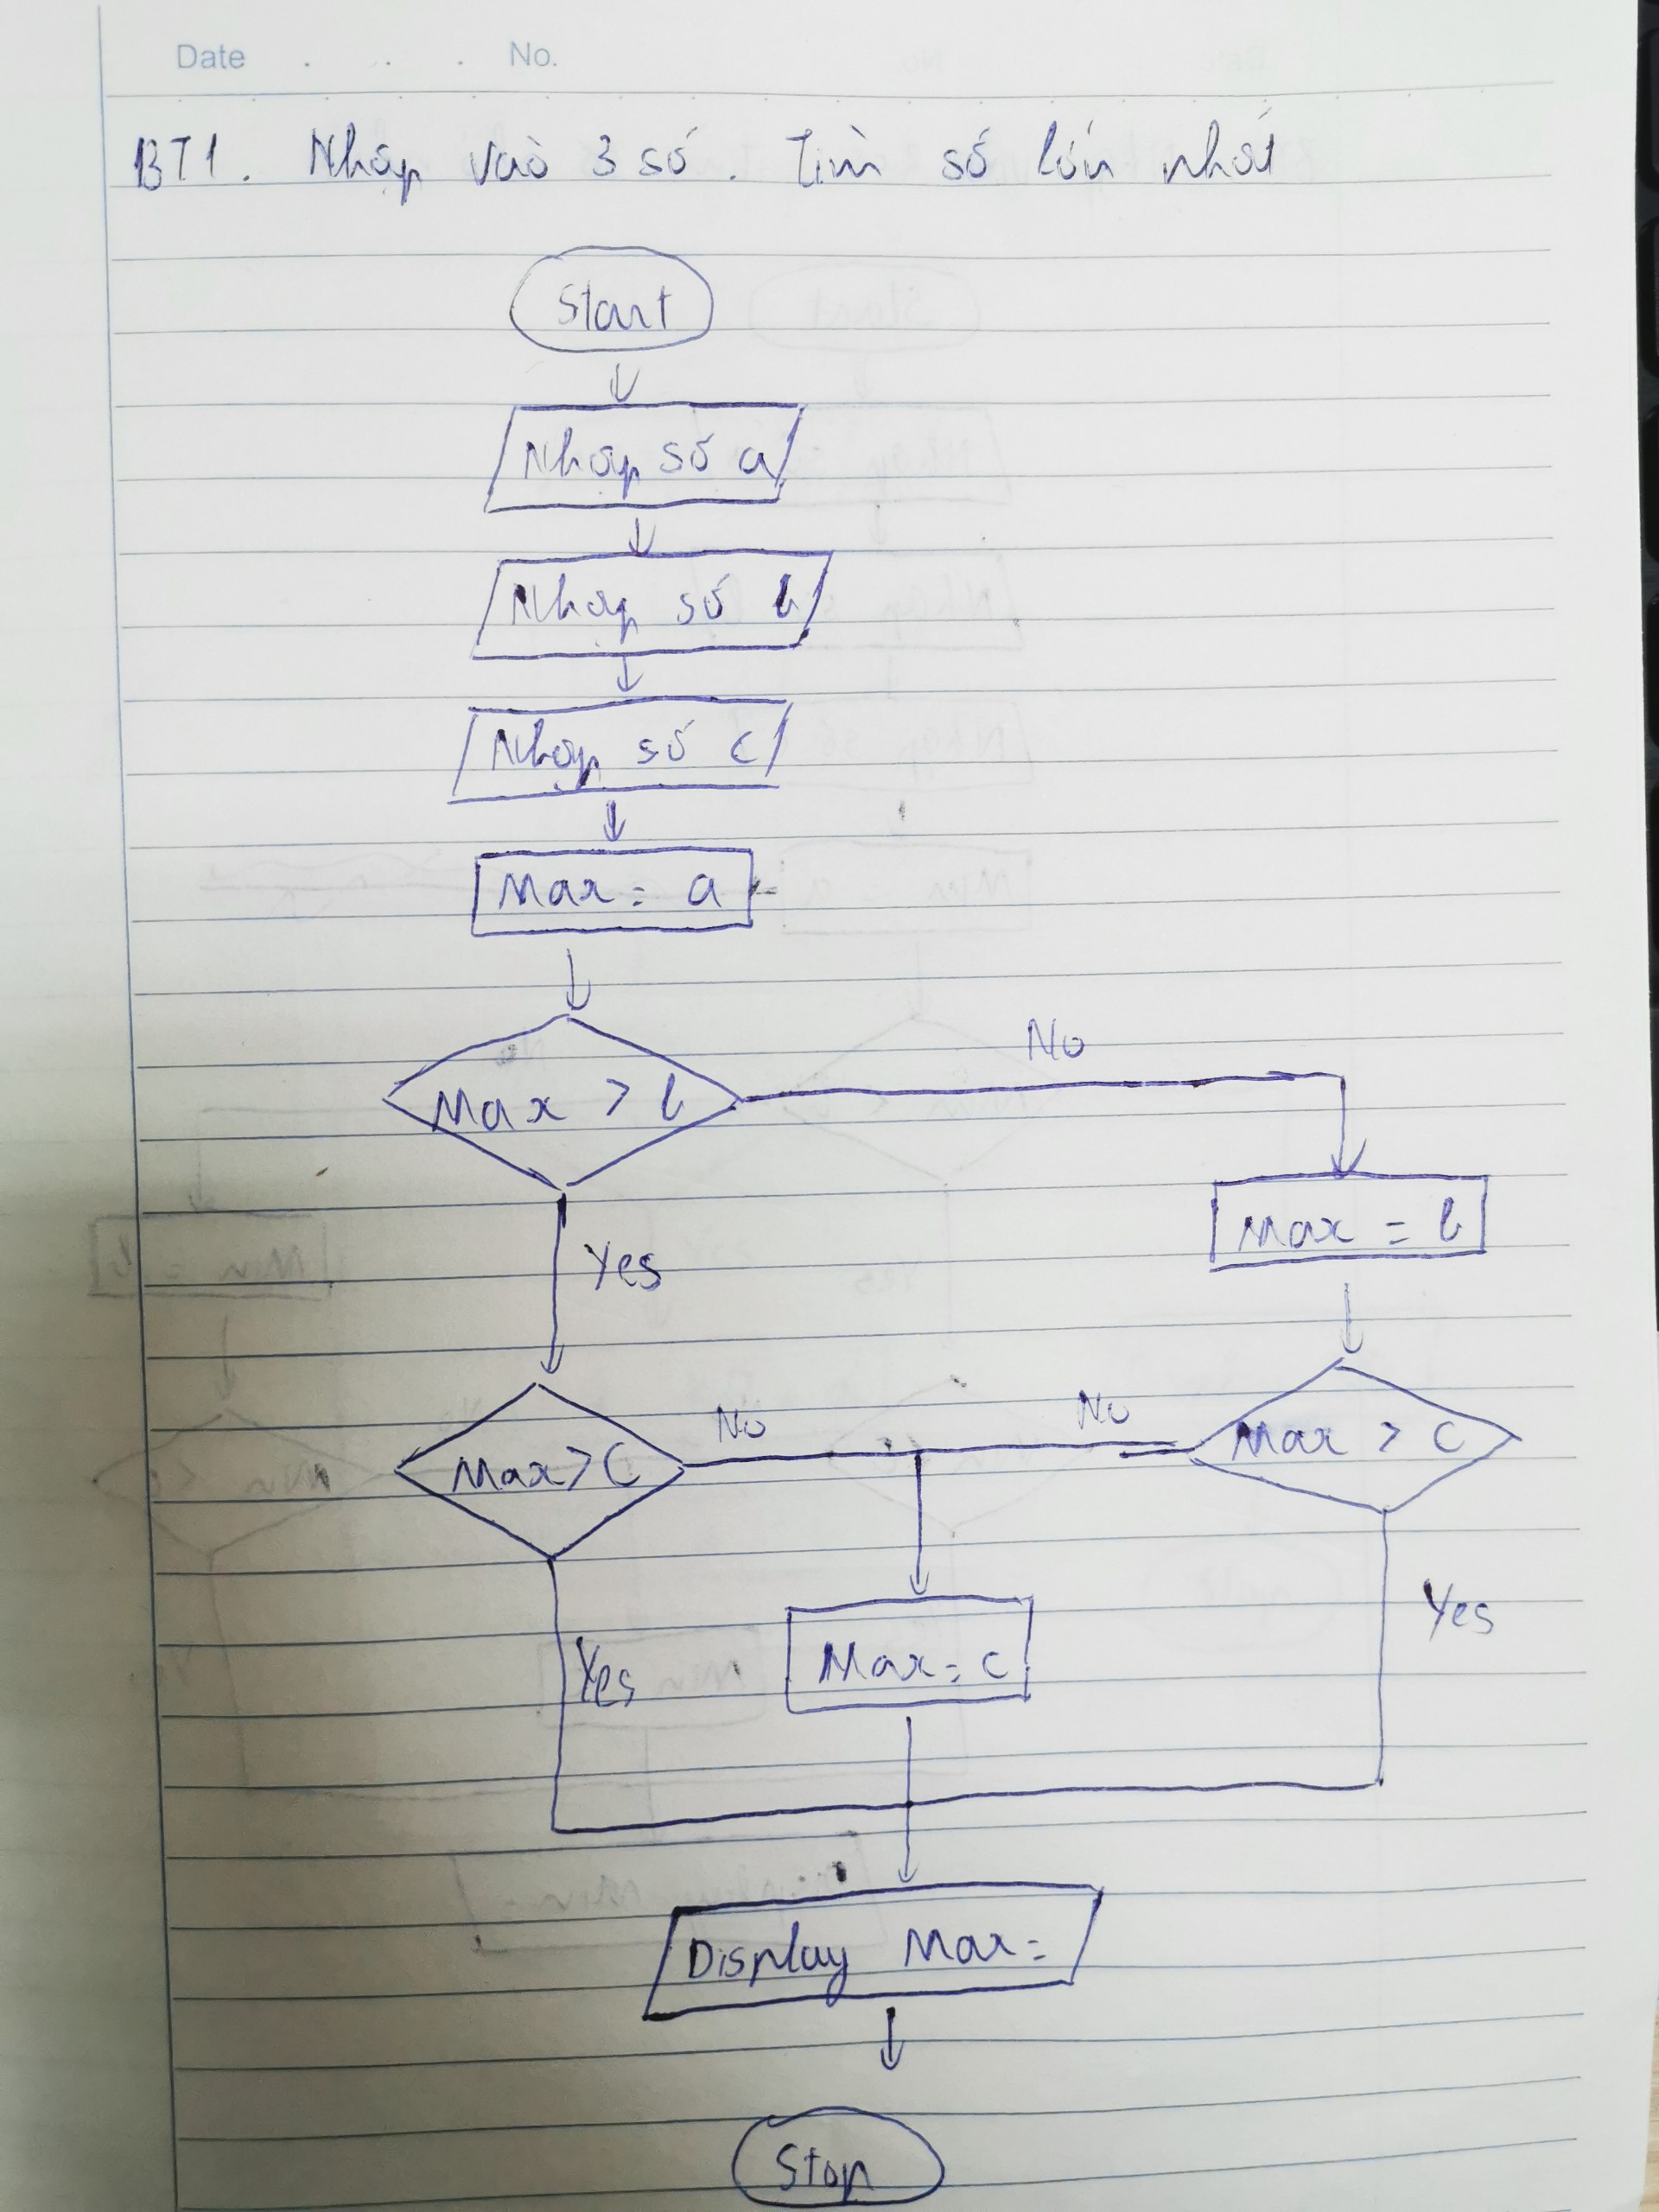 Date No.
BT1. Nhập vào 3 số. Tìm số lớn nhất
Start
Nhập số a
Nhập số b
Nhập số c
Max = a
Max > b
No
Max = b
Yes
Max > c
No
No
Max > c
Yes
Max = c
Yes
Display Max =
Stop